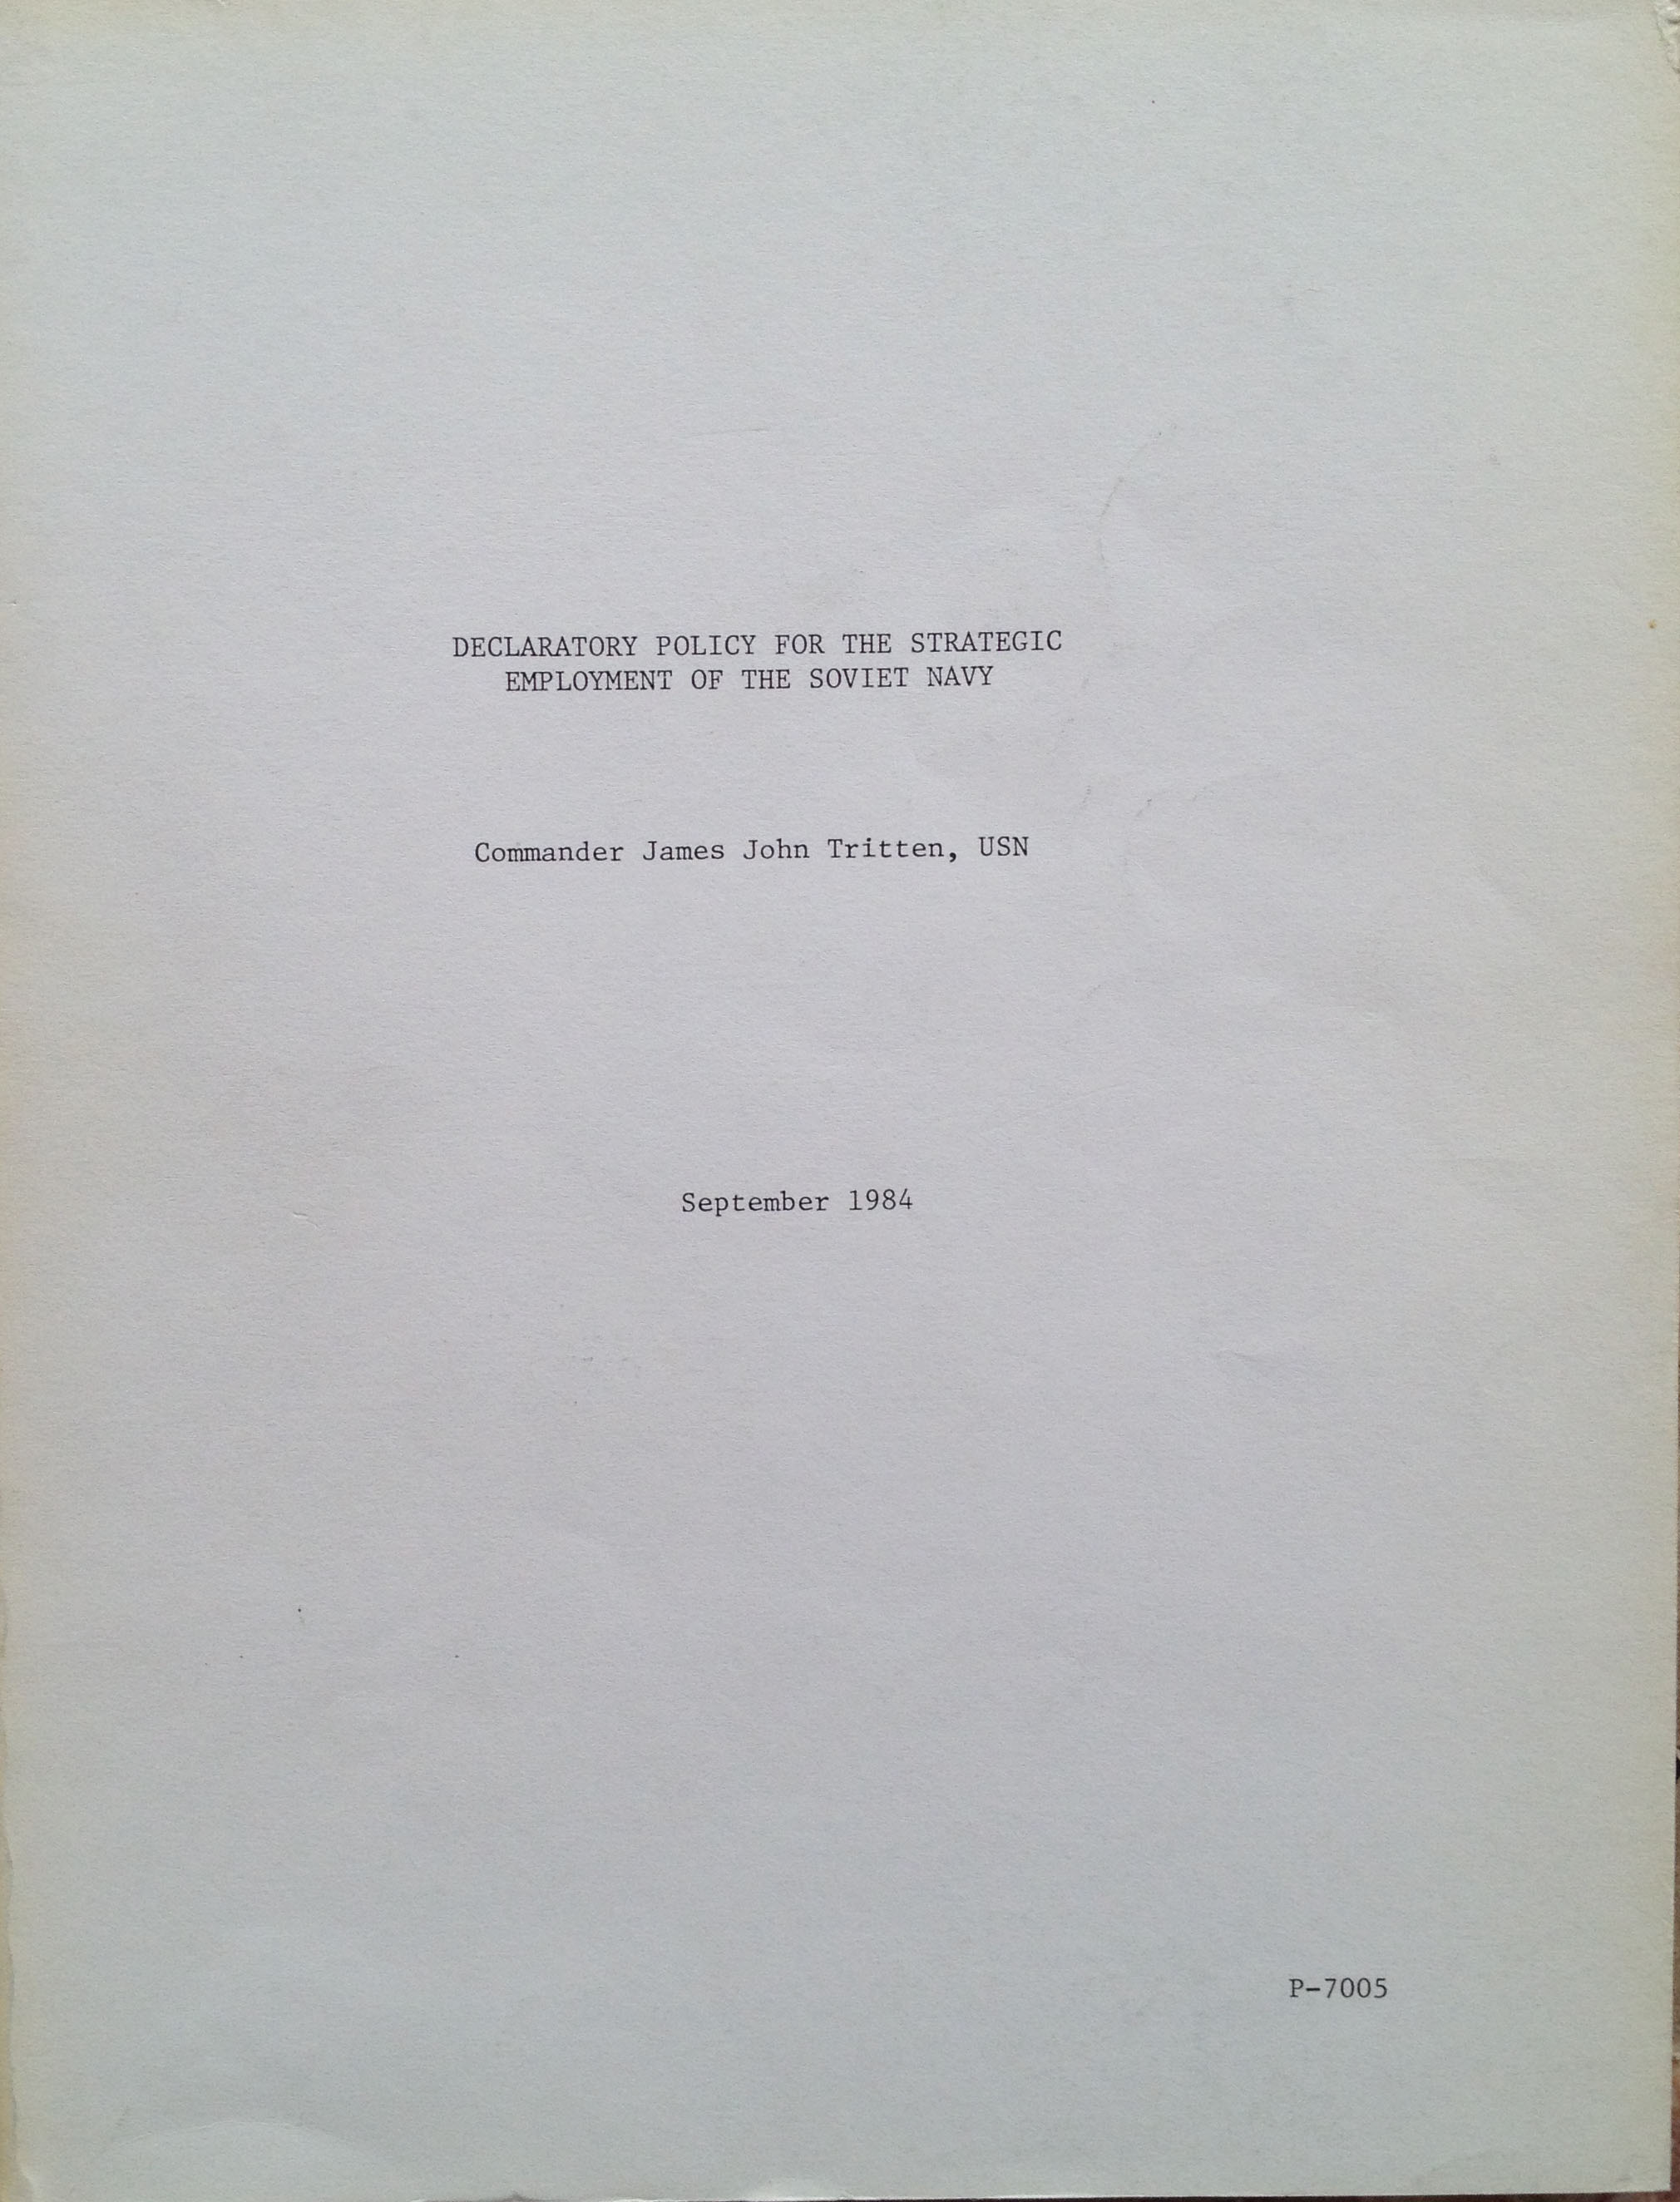 DECLARATORY POLICY FOR THE STRATEGIC
EMPLOYMENT OF THE SOVIET NAVY
Commander James John Tritten, USN
September 1984
P-7005